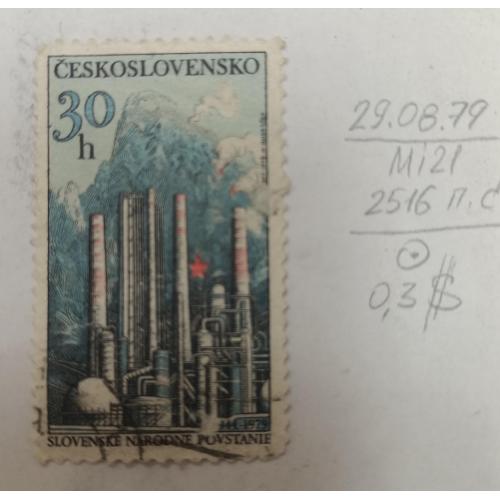 ČESKOSLOVENSKO
30
h
SLOVENSKÉ NÁRODNÉ POVSTANIE
29.08.79
Mi21
2516 п.с
0,3 $